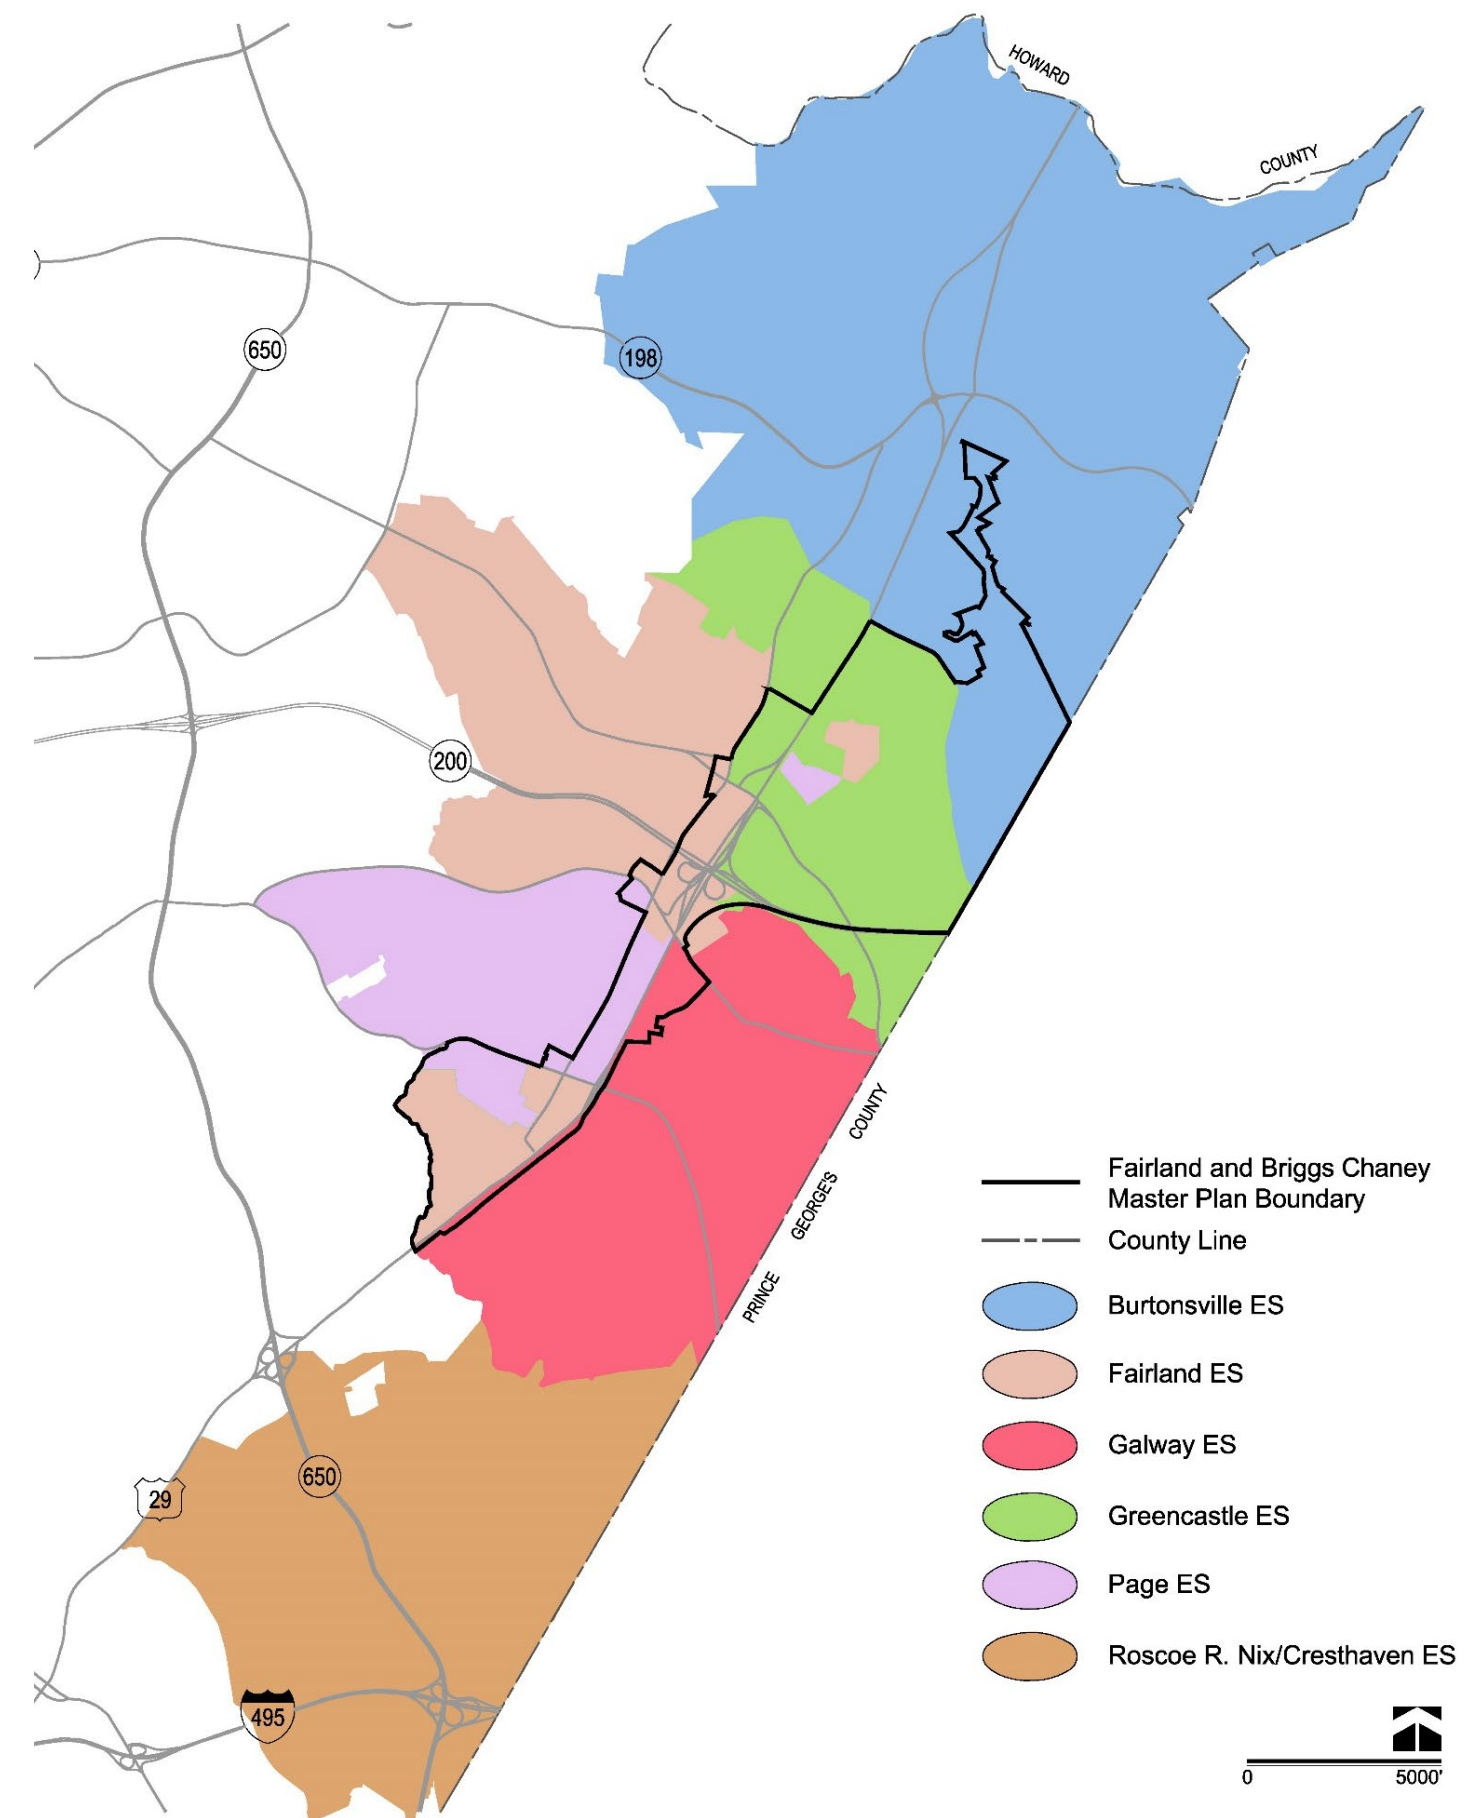 HOWARD
COUNTY
650
198
200
COUNTY
GEORGE'S
PRINCE
Fairland and Briggs Chaney
Master Plan Boundary
County Line
Burtonsville ES
Fairland ES
Galway ES
Greencastle ES
Page ES
Roscoe R. Nix/Cresthaven ES
650
29
495
0 5000'